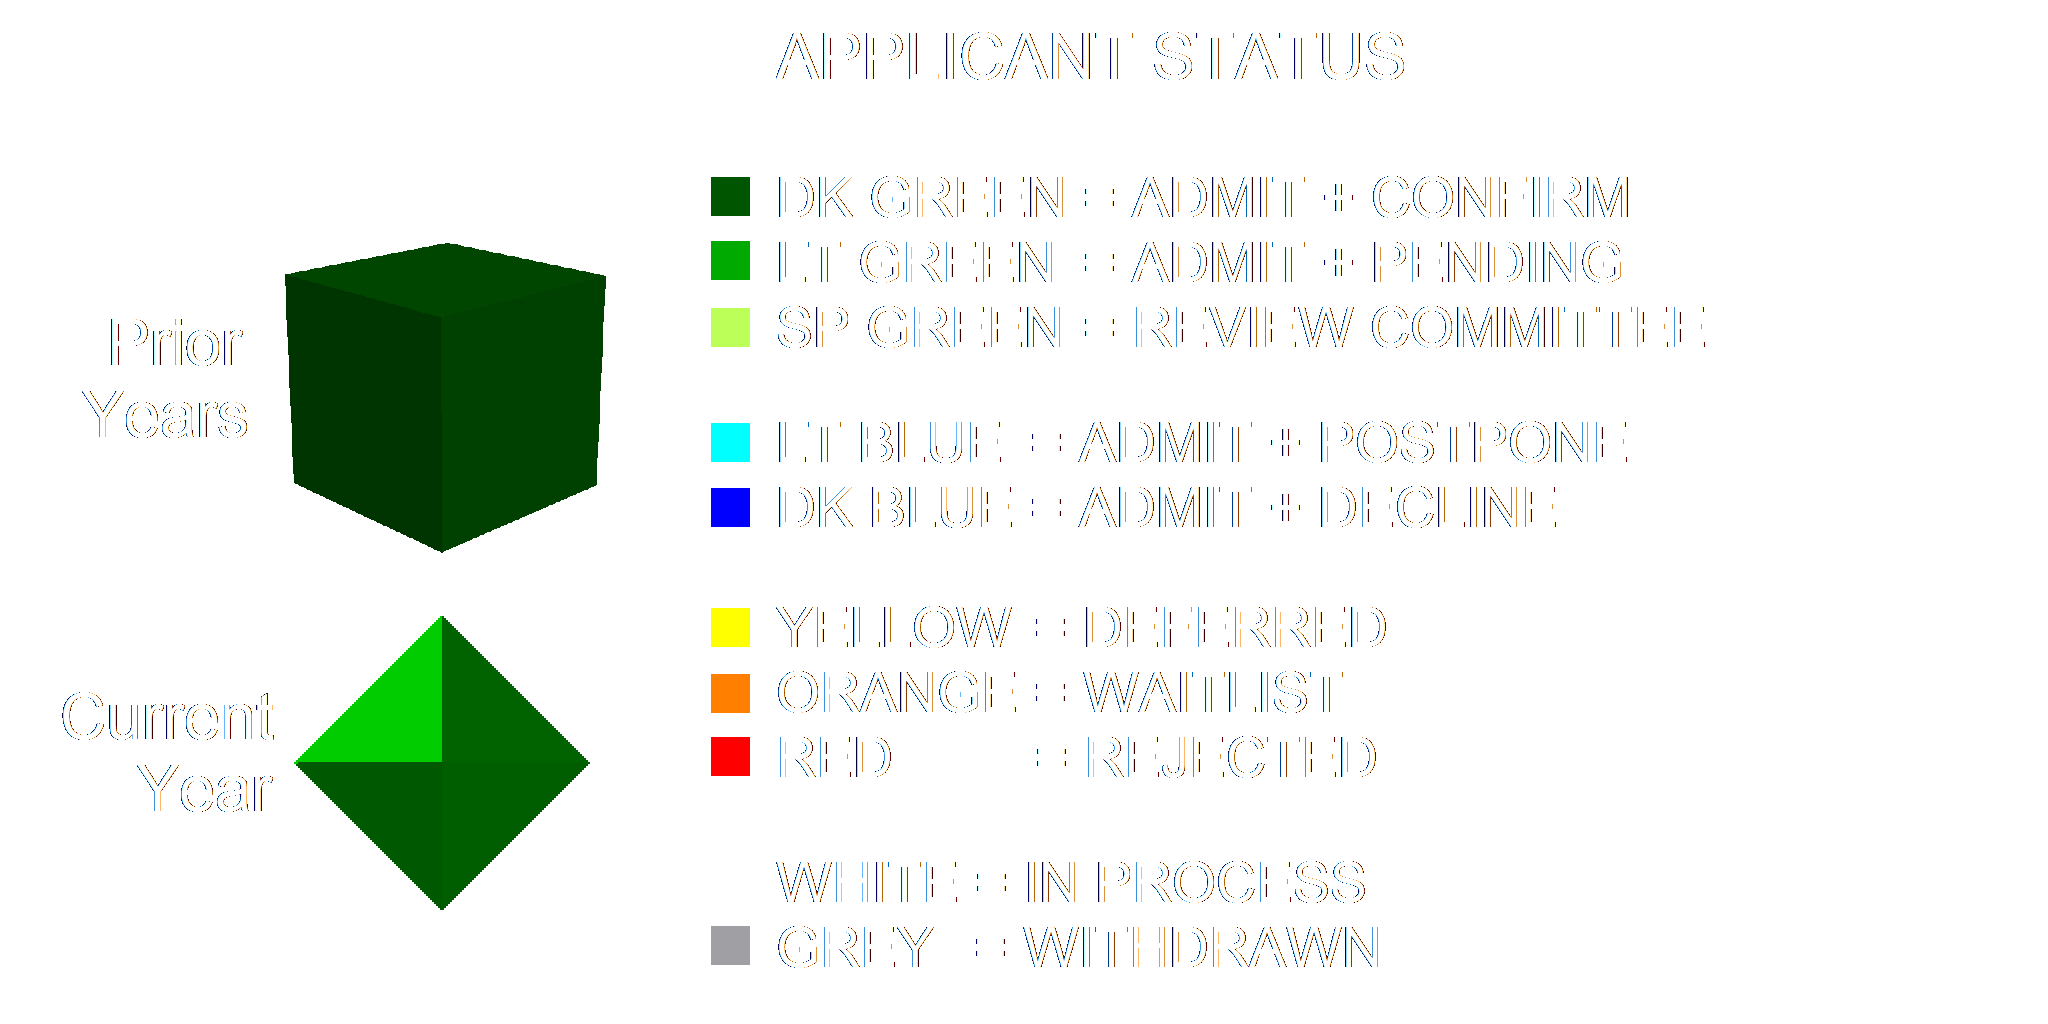 APPLICANT STATUS
DK GREEN = ADMIT + CONFIRM
LT GREEN = ADMIT + PENDING
SP GREEN = REVIEW COMMITTEE
LT BLUE = ADMIT + POSTPONE
DK BLUE = ADMIT + DECLINE
YELLOW = DEFERRED
ORANGE = WAITLIST
RED = REJECTED
WHITE = IN PROCESS
GREY = WITHDRAWN
Prior
Years
Current
Year